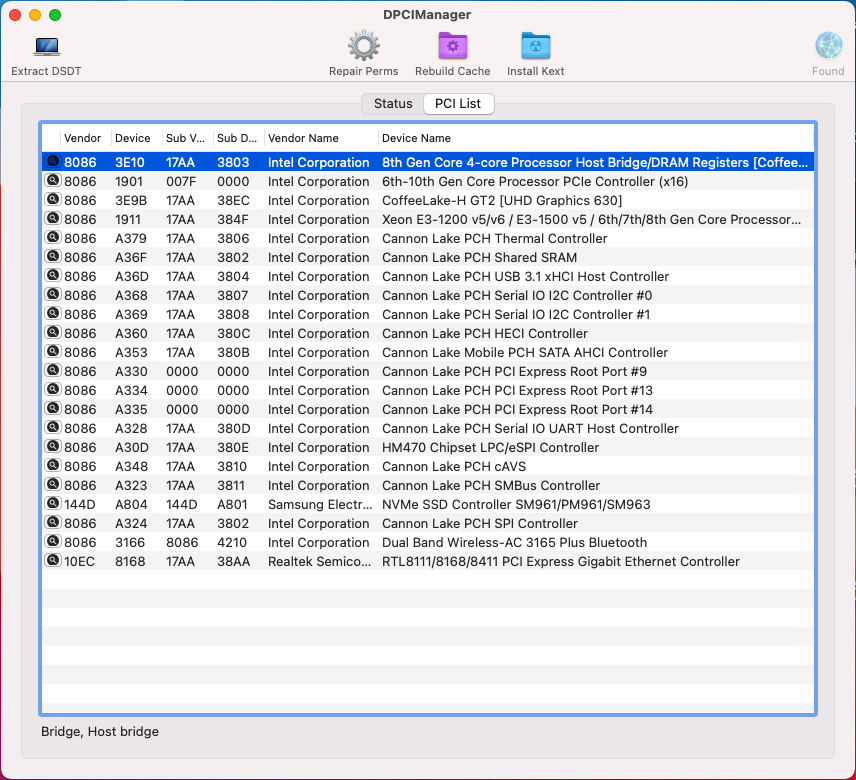 DPCIManager
Extract DSDT Repair Perms Rebuild Cache Install Kext Found
Status PCI List
Vendor Device Sub V... Sub D... Vendor Name Device Name
8086 3E10 17AA 3803 Intel Corporation 8th Gen Core 4-core Processor Host Bridge/DRAM Registers [Coffee...
8086 1901 007F 0000 Intel Corporation 6th-10th Gen Core Processor PCIe Controller (x16)
8086 3E9B 17AA 38EC Intel Corporation CoffeeLake-H GT2 [UHD Graphics 630]
8086 1911 17AA 384F Intel Corporation Xeon E3-1200 v5/v6 / E3-1500 v5 / 6th/7th/8th Gen Core Processor...
8086 A379 17AA 3806 Intel Corporation Cannon Lake PCH Thermal Controller
8086 A36F 17AA 3802 Intel Corporation Cannon Lake PCH Shared SRAM
8086 A36D 17AA 3804 Intel Corporation Cannon Lake PCH USB 3.1 xHCI Host Controller
8086 A368 17AA 3807 Intel Corporation Cannon Lake PCH Serial IO I2C Controller #0
8086 A369 17AA 3808 Intel Corporation Cannon Lake PCH Serial IO I2C Controller #1
8086 A360 17AA 380C Intel Corporation Cannon Lake PCH HECI Controller
8086 A353 17AA 380B Intel Corporation Cannon Lake Mobile PCH SATA AHCI Controller
8086 A330 0000 0000 Intel Corporation Cannon Lake PCH PCI Express Root Port #9
8086 A334 0000 0000 Intel Corporation Cannon Lake PCH PCI Express Root Port #13
8086 A335 0000 0000 Intel Corporation Cannon Lake PCH PCI Express Root Port #14
8086 A328 17AA 380D Intel Corporation Cannon Lake PCH Serial IO UART Host Controller
8086 A30D 17AA 380E Intel Corporation HM470 Chipset LPC/eSPI Controller
8086 A348 17AA 3810 Intel Corporation Cannon Lake PCH cAVS
8086 A323 17AA 3811 Intel Corporation Cannon Lake PCH SMBus Controller
144D A804 144D A801 Samsung Electr... NVMe SSD Controller SM961/PM961/SM963
8086 A324 17AA 3802 Intel Corporation Cannon Lake PCH SPI Controller
8086 3166 8086 4210 Intel Corporation Dual Band Wireless-AC 3165 Plus Bluetooth
10EC 8168 17AA 38AA Realtek Semico... RTL8111/8168/8411 PCI Express Gigabit Ethernet Controller
Bridge, Host bridge